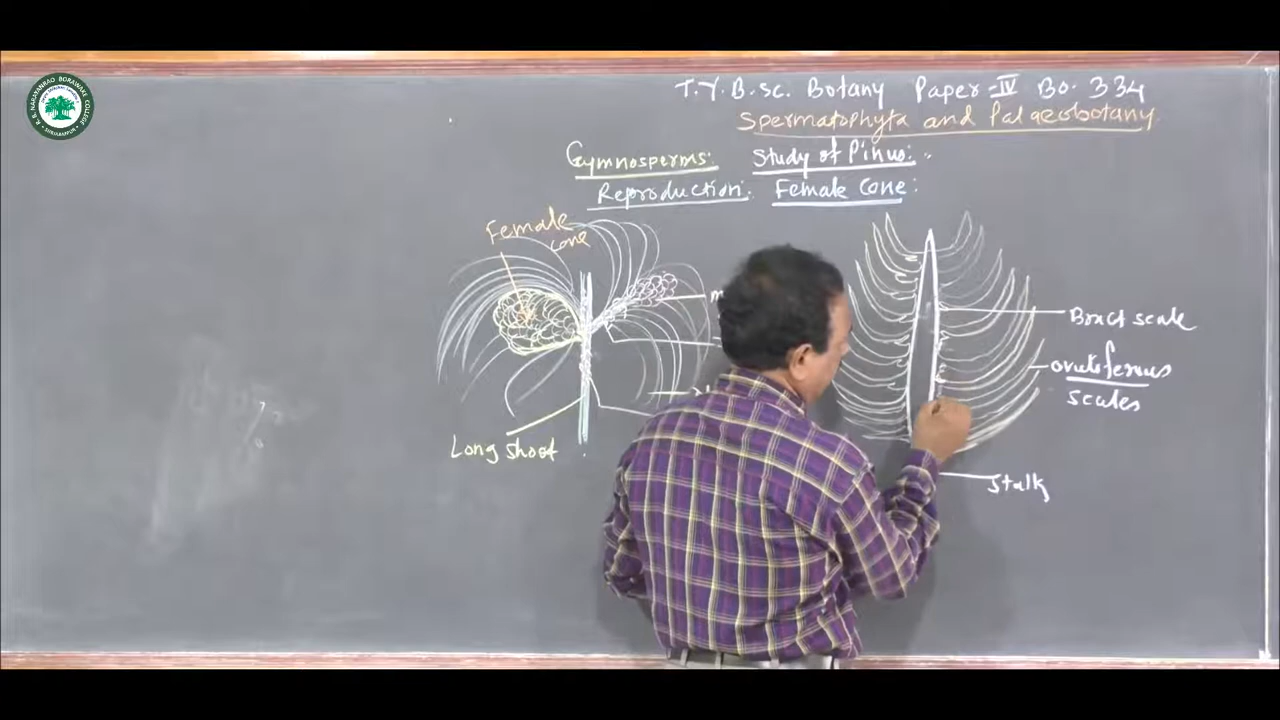 T.Y.B.sc. Botany Paper-IV Bo. 334
Spermatophyta and Palaeobotany
Gymnosperms: Study of Pinus:
Reproduction: Female Cone:
Female
cone
Bract scale
ovuliferous
scales
Long shoot
Stalk